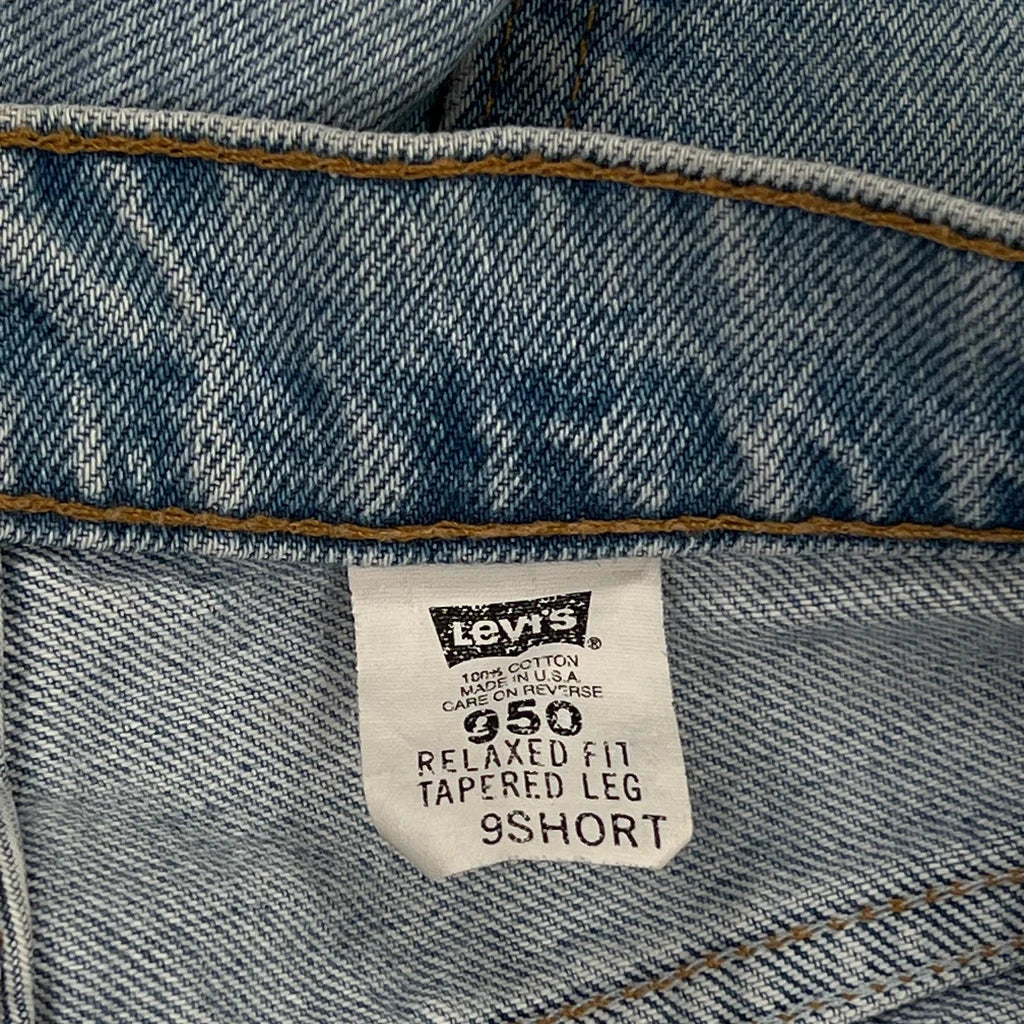 Levi's ®
100% COTTON
MADE IN U.S.A.
CARE ON REVERSE
950
RELAXED FIT
TAPERED LEG
9SHORT